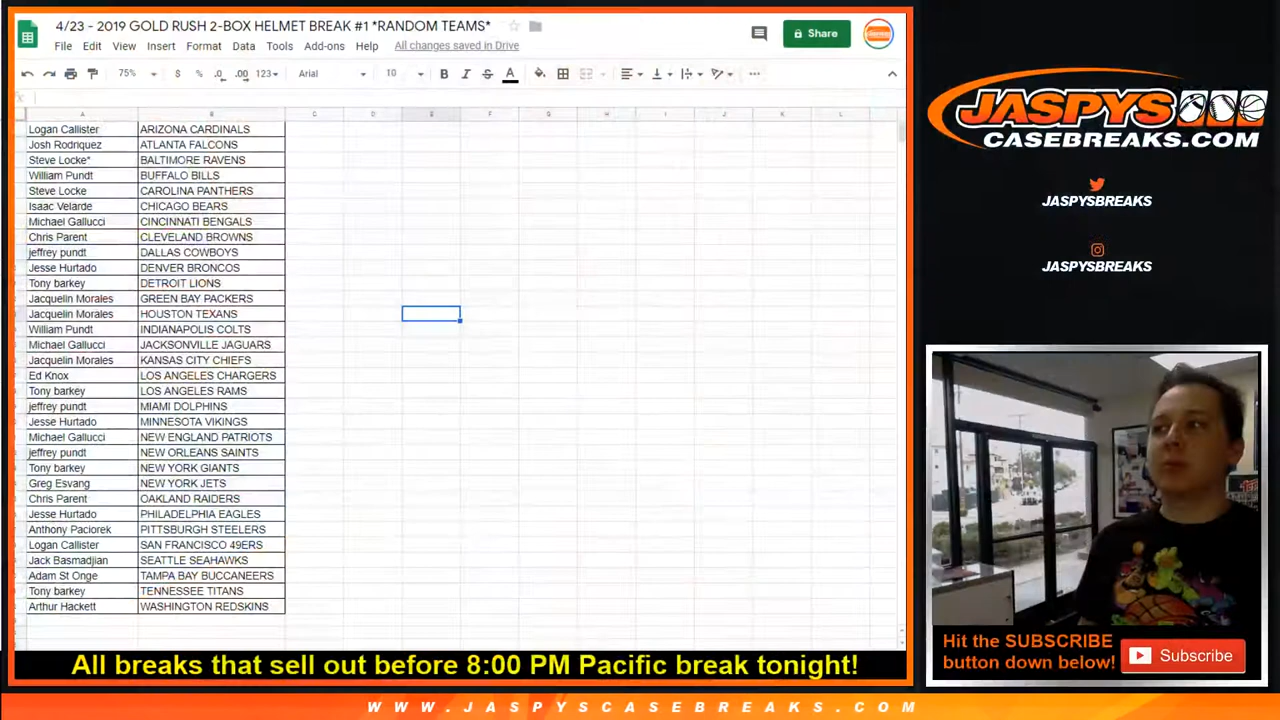 4/23 - 2019 GOLD RUSH 2-BOX HELMET BREAK #1 *RANDOM TEAMS*
File Edit View Insert Format Data Tools Add-ons Help All changes saved in Drive
Share
75% $ % .0 .00 123 Arial 10 B I S A
A B C D E F G H I J K L
Logan Callister ARIZONA CARDINALS
Josh Rodriquez ATLANTA FALCONS
Steve Locke* BALTIMORE RAVENS
William Pundt BUFFALO BILLS
Steve Locke CAROLINA PANTHERS
Isaac Velarde CHICAGO BEARS
Michael Gallucci CINCINNATI BENGALS
Chris Parent CLEVELAND BROWNS
jeffrey pundt DALLAS COWBOYS
Jesse Hurtado DENVER BRONCOS
Tony barkey DETROIT LIONS
Jacquelin Morales GREEN BAY PACKERS
Jacquelin Morales HOUSTON TEXANS
William Pundt INDIANAPOLIS COLTS
Michael Gallucci JACKSONVILLE JAGUARS
Jacquelin Morales KANSAS CITY CHIEFS
Ed Knox LOS ANGELES CHARGERS
Tony barkey LOS ANGELES RAMS
jeffrey pundt MIAMI DOLPHINS
Jesse Hurtado MINNESOTA VIKINGS
Michael Gallucci NEW ENGLAND PATRIOTS
jeffrey pundt NEW ORLEANS SAINTS
Tony barkey NEW YORK GIANTS
Greg Esvang NEW YORK JETS
Chris Parent OAKLAND RAIDERS
Jesse Hurtado PHILADELPHIA EAGLES
Anthony Paciorek PITTSBURGH STEELERS
Logan Callister SAN FRANCISCO 49ERS
Jack Basmadjian SEATTLE SEAHAWKS
Adam St Onge TAMPA BAY BUCCANEERS
Tony barkey TENNESSEE TITANS
Arthur Hackett WASHINGTON REDSKINS
All breaks that sell out before 8:00 PM Pacific break tonight!
JASPYS
CASEBREAKS.COM
JASPYSBREAKS
JASPYSBREAKS
Hit the SUBSCRIBE
button down below!
Subscribe
WWW.JASPYSCASEBREAKS.COM